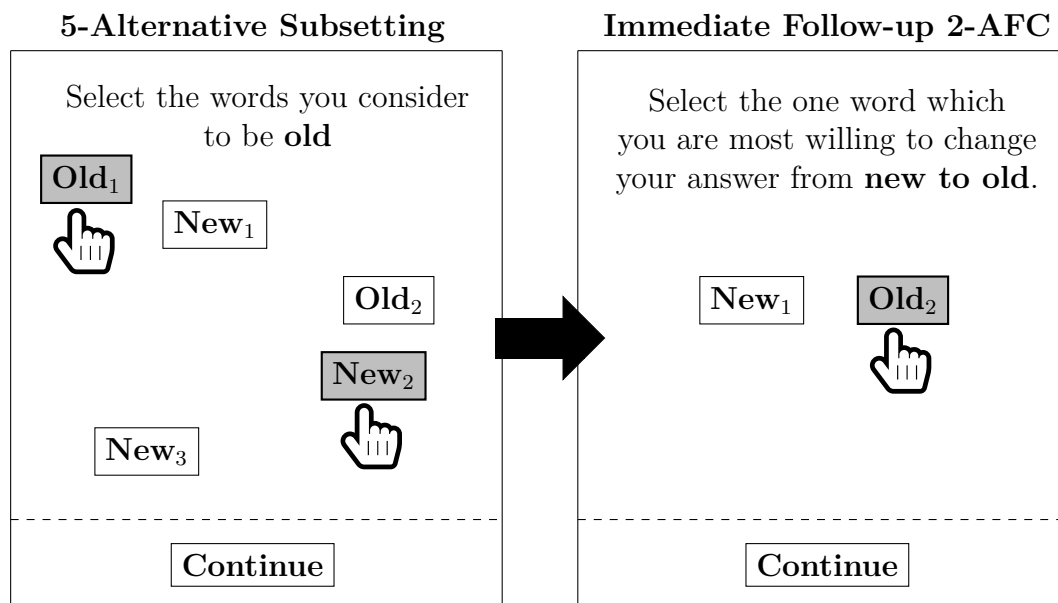 5-Alternative Subsetting
Select the words you consider
to be old
Old₁
New₁
Old₂
New₂
New₃
Continue
Immediate Follow-up 2-AFC
Select the one word which
you are most willing to change
your answer from new to old.
New₁ Old₂
Continue